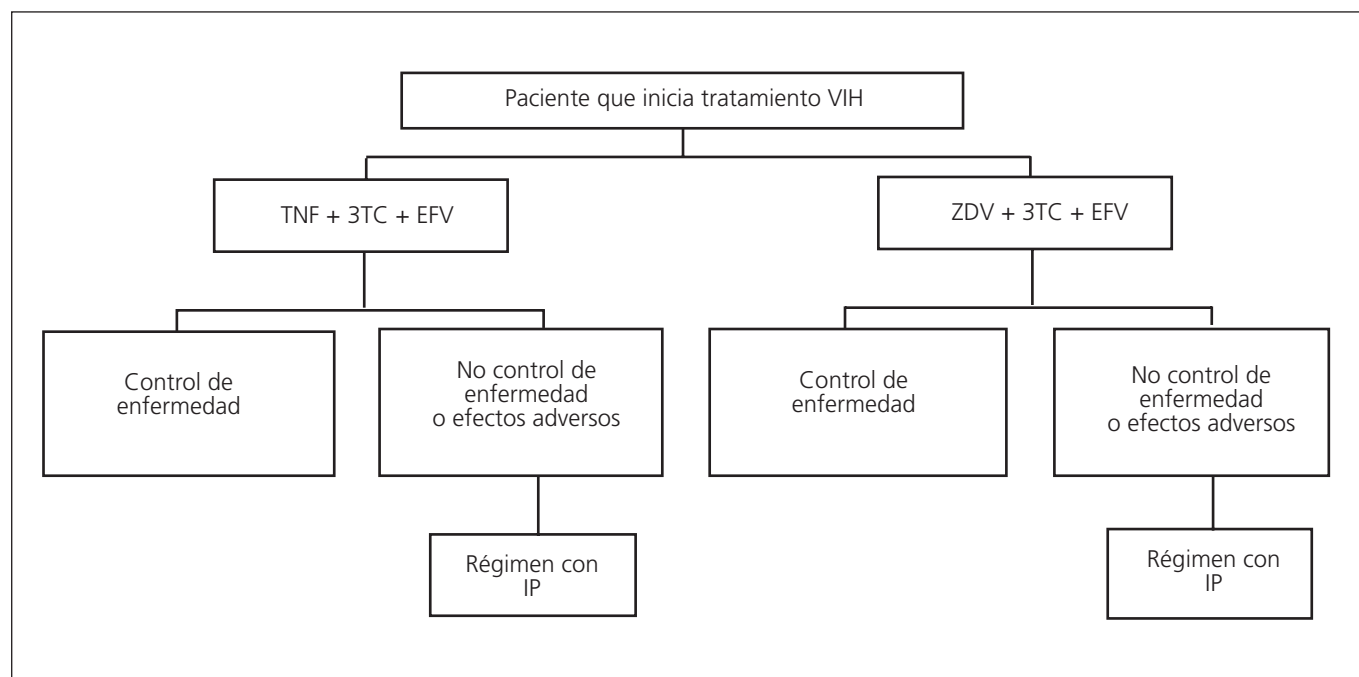 Paciente que inicia tratamiento VIH
TNF + 3TC + EFV
ZDV + 3TC + EFV
Control de
enfermedad
No control de
enfermedad
o efectos adversos
Control de
enfermedad
No control de
enfermedad
o efectos adversos
Régimen con
IP
Régimen con
IP